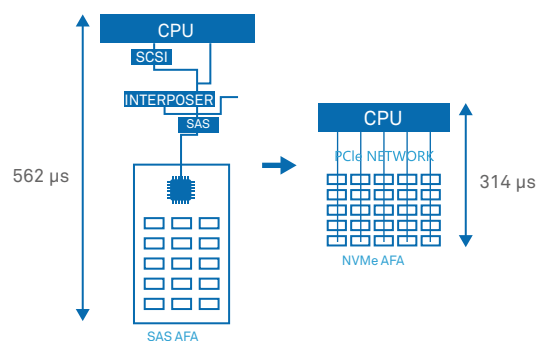 CPU
SCSI
INTERPOSER
SAS
562 µs
SAS AFA
CPU
PCIe NETWORK
314 µs
NVMe AFA